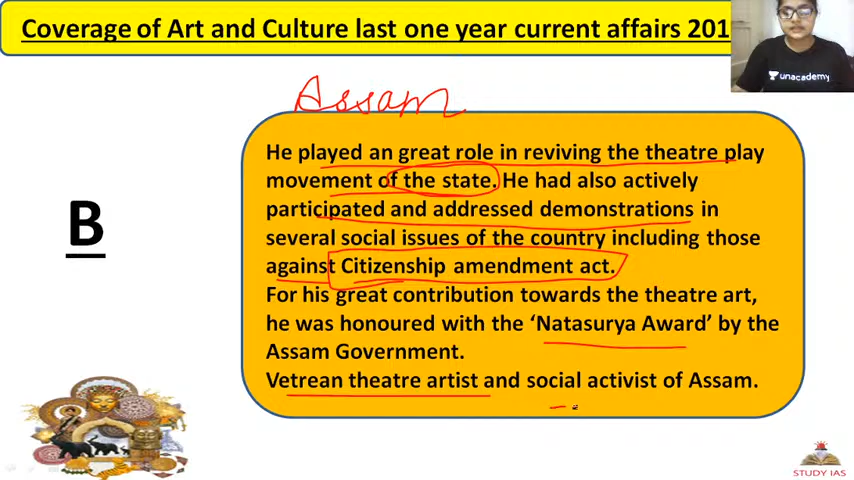 Coverage of Art and Culture last one year current affairs 201
unacademy
Assam
He played an great role in reviving the theatre play
movement of the state. He had also actively
participated and addressed demonstrations in
several social issues of the country including those
against Citizenship amendment act.
For his great contribution towards the theatre art,
he was honoured with the ‘Natasurya Award’ by the
Assam Government.
Vetrean theatre artist and social activist of Assam.
B
STUDY IAS